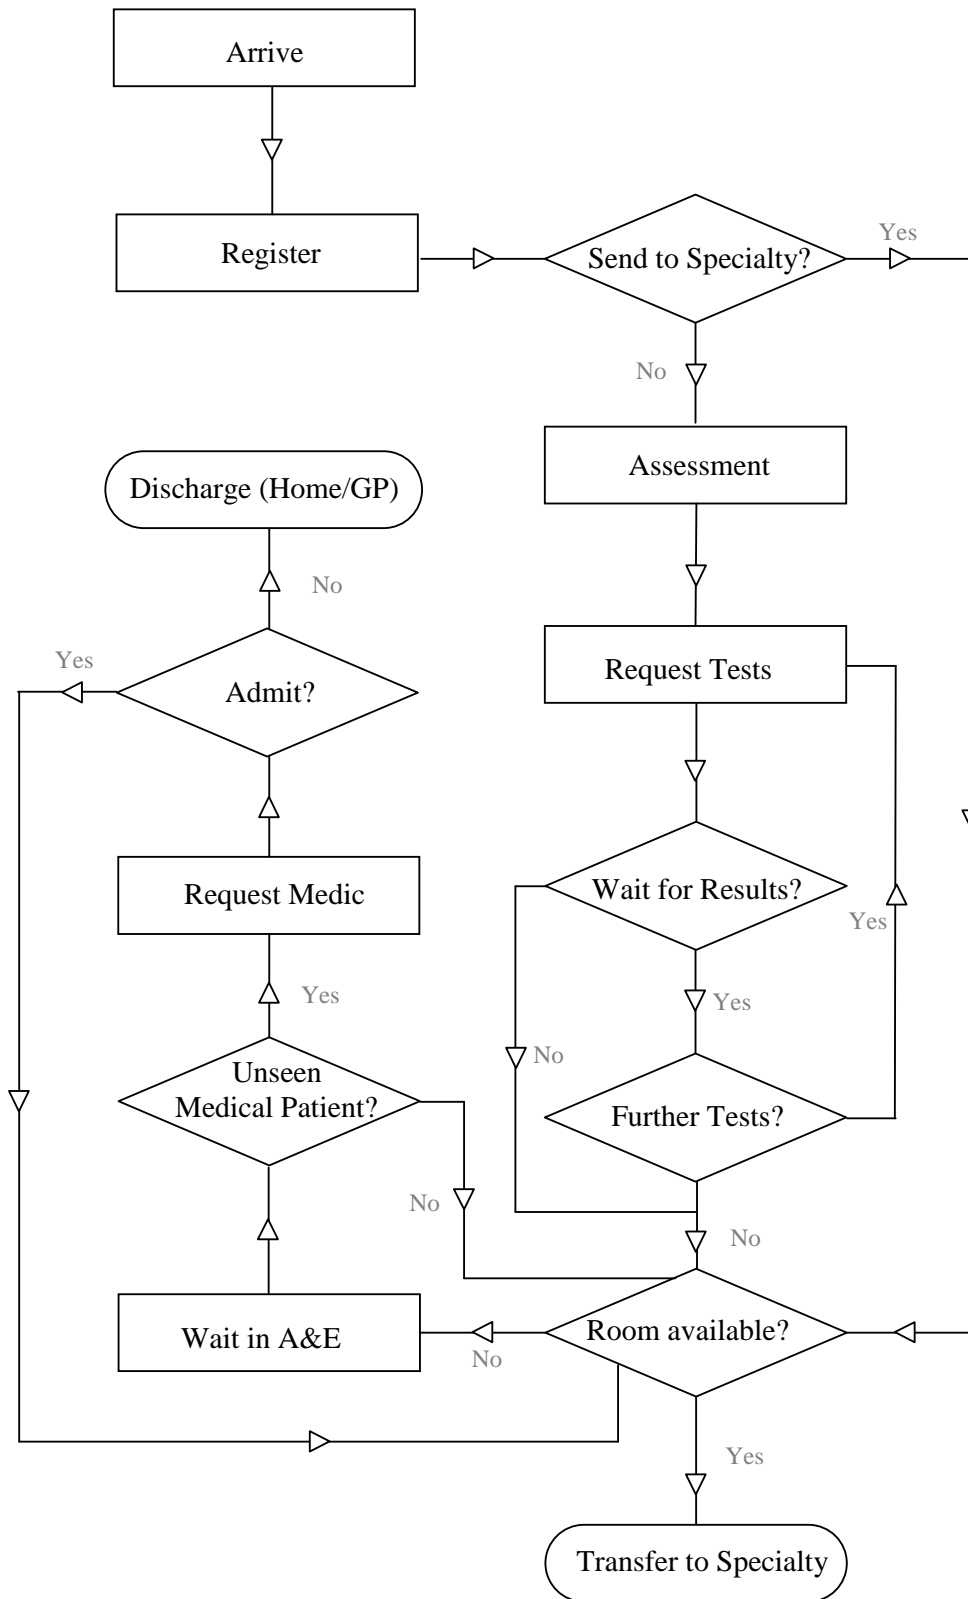 Arrive
Register
Send to Specialty?
Yes
No
Assessment
Discharge (Home/GP)
No
Yes
Admit?
Request Tests
Request Medic
Wait for Results?
Yes
Yes
Yes
No
Unseen
Medical Patient?
Further Tests?
No
No
Wait in A&E
Room available?
No
Yes
Transfer to Specialty